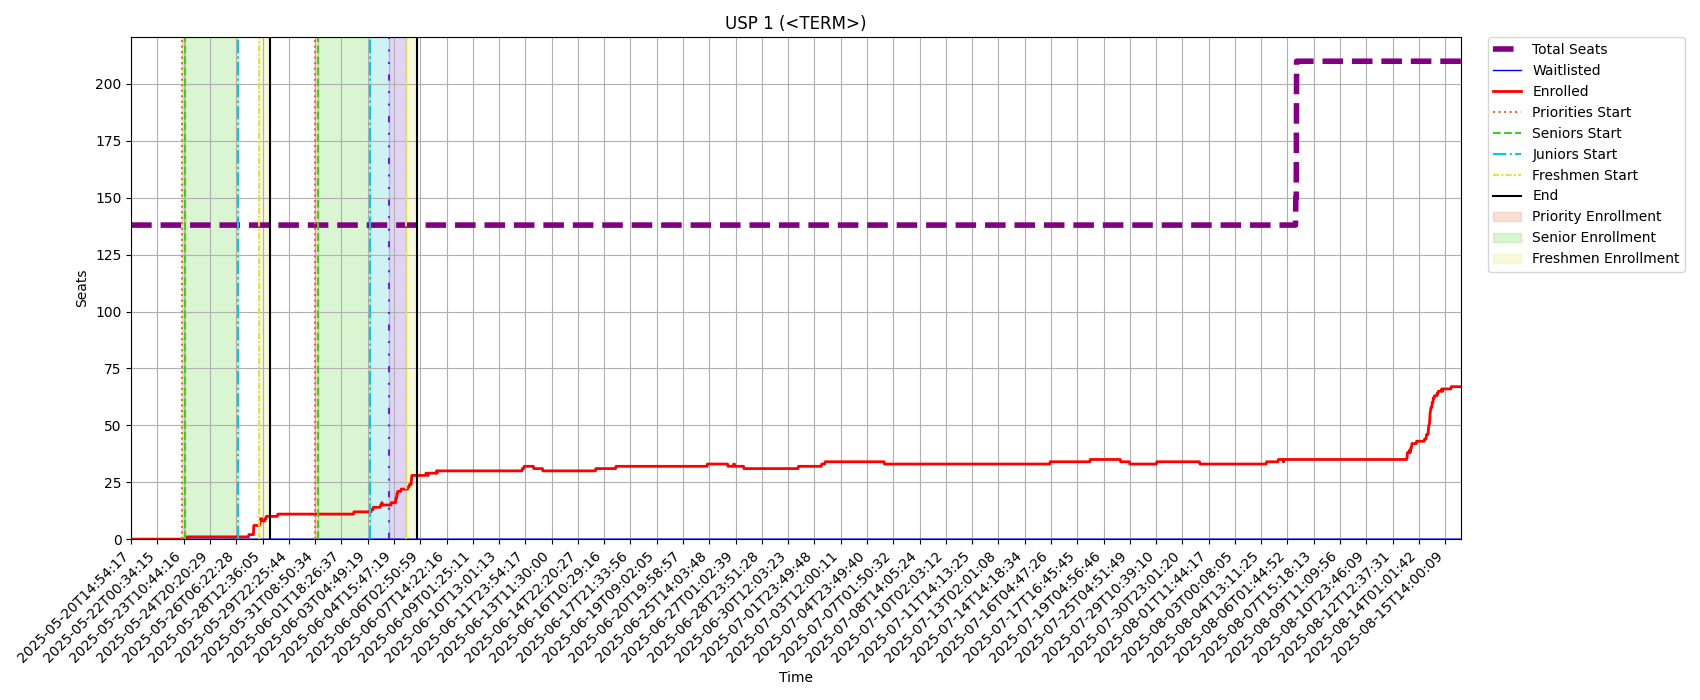 USP 1 (<TERM>)
Total Seats
Waitlisted
Enrolled
Priorities Start
Seniors Start
Juniors Start
Freshmen Start
End
Priority Enrollment
Senior Enrollment
Freshmen Enrollment
Seats
200
175
150
125
100
75
50
25
0
2025-05-20T14:54:17
2025-05-22T00:34:15
2025-05-23T10:44:16
2025-05-24T20:20:29
2025-05-26T06:22:28
2025-05-28T12:36:05
2025-05-29T22:25:44
2025-05-31T08:50:34
2025-06-01T18:26:37
2025-06-03T04:49:19
2025-06-04T15:47:19
2025-06-06T02:50:59
2025-06-07T14:22:16
2025-06-09T01:25:11
2025-06-10T13:01:13
2025-06-11T23:54:17
2025-06-13T11:30:00
2025-06-14T22:20:27
2025-06-16T10:29:16
2025-06-17T21:33:56
2025-06-19T09:02:05
2025-06-20T19:58:57
2025-06-25T14:03:48
2025-06-27T01:02:39
2025-06-28T23:51:28
2025-06-30T12:03:23
2025-07-01T23:49:48
2025-07-03T12:00:11
2025-07-04T23:49:40
2025-07-07T01:50:32
2025-07-08T14:05:24
2025-07-10T02:03:12
2025-07-11T14:13:25
2025-07-13T02:01:08
2025-07-14T14:18:34
2025-07-16T04:47:26
2025-07-17T16:45:45
2025-07-19T04:56:46
2025-07-25T04:51:49
2025-07-29T10:39:10
2025-07-30T23:01:20
2025-08-01T11:44:17
2025-08-03T00:08:05
2025-08-04T13:11:25
2025-08-06T01:44:52
2025-08-07T15:18:13
2025-08-09T11:09:56
2025-08-10T23:46:09
2025-08-12T12:37:31
2025-08-14T01:01:42
2025-08-15T14:00:09
Time